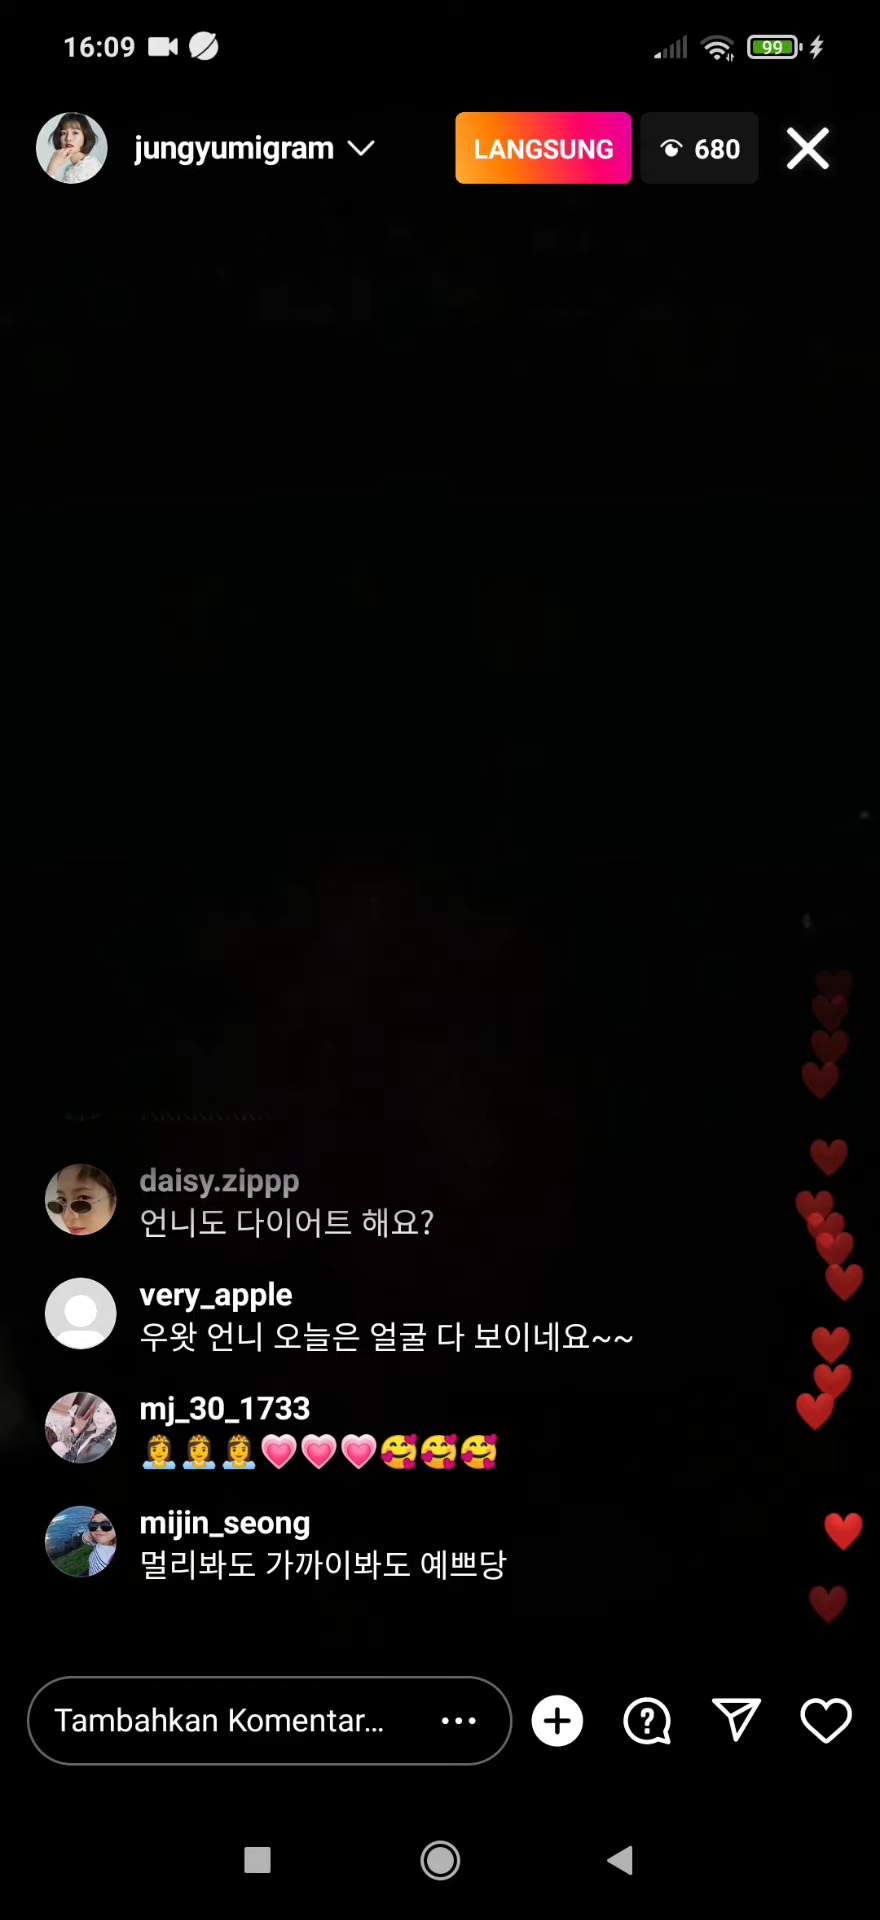 16:09
99
jungyumigram
LANGSUNG
680
daisy.zippp
언니도 다이어트 해요?
very_apple
우왓 언니 오늘은 얼굴 다 보이네요~~
mj_30_1733
👸👸👸💗💗💗🥰🥰🥰
mijin_seong
멀리봐도 가까이봐도 예쁘당
Tambahkan Komentar...